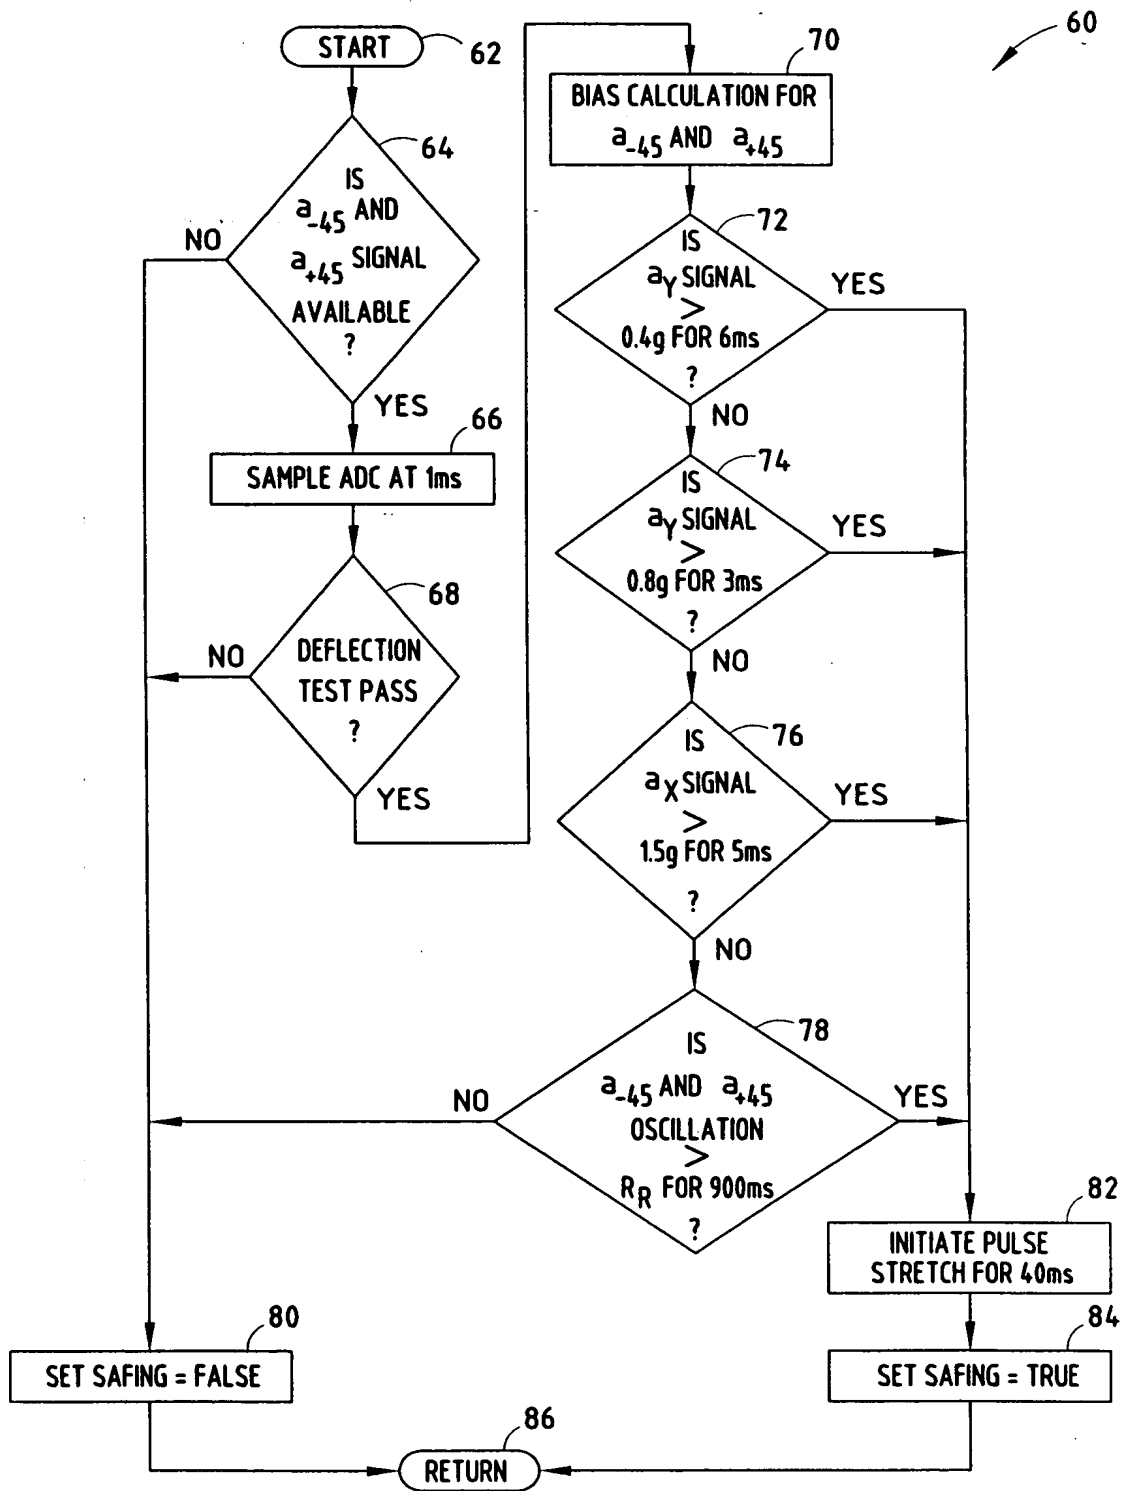 60
START
62
64
IS
a-45 AND
a+45 SIGNAL
AVAILABLE
?
NO
YES
66
SAMPLE ADC AT 1ms
68
DEFLECTION
TEST PASS
?
NO
YES
70
BIAS CALCULATION FOR
a-45 AND a+45
72
IS
aY SIGNAL
>
0.4g FOR 6ms
?
YES
NO
74
IS
aY SIGNAL
>
0.8g FOR 3ms
?
YES
NO
76
IS
aX SIGNAL
>
1.5g FOR 5ms
?
YES
NO
78
IS
a-45 AND a+45
OSCILLATION
>
RR FOR 900ms
?
NO
YES
82
INITIATE PULSE
STRETCH FOR 40ms
80
SET SAFING = FALSE
84
SET SAFING = TRUE
86
RETURN